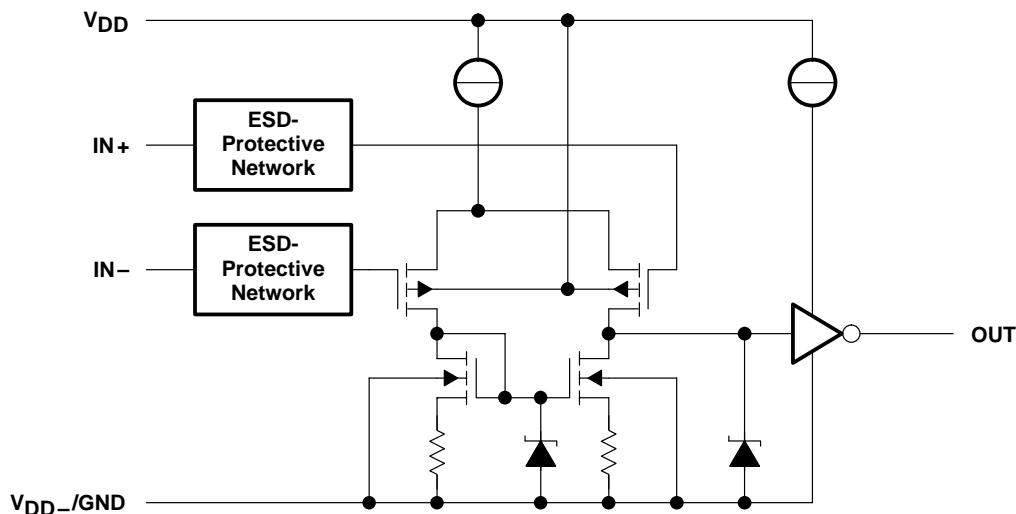 VDD
ESD-
Protective
Network
IN+
ESD-
Protective
Network
IN−
OUT
VDD−/GND